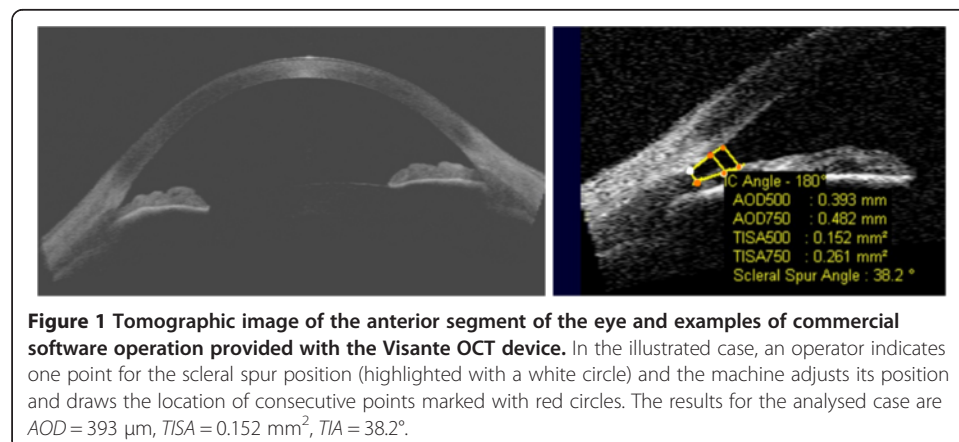 IC Angle - 180°
AOD500 : 0.393 mm
AOD750 : 0.482 mm
TISA500 : 0.152 mm²
TISA750 : 0.261 mm²
Scleral Spur Angle : 38.2 °
Figure 1 Tomographic image of the anterior segment of the eye and examples of commercial
software operation provided with the Visante OCT device. In the illustrated case, an operator indicates
one point for the scleral spur position (highlighted with a white circle) and the machine adjusts its position
and draws the location of consecutive points marked with red circles. The results for the analysed case are
AOD = 393 μm, TISA = 0.152 mm², TIA = 38.2°.